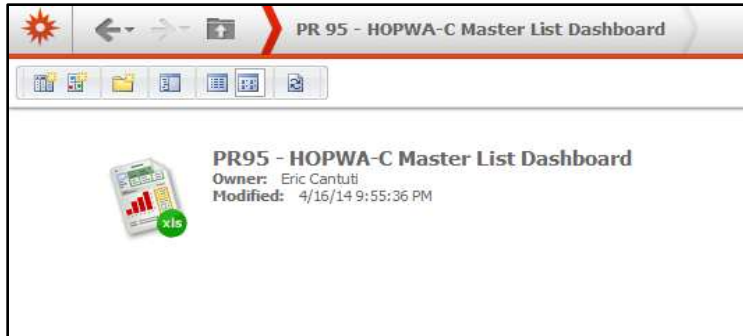 PR 95 - HOPWA-C Master List Dashboard
PR95 - HOPWA-C Master List Dashboard
Owner: Eric Cantuti
Modified: 4/16/14 9:55:36 PM
xls